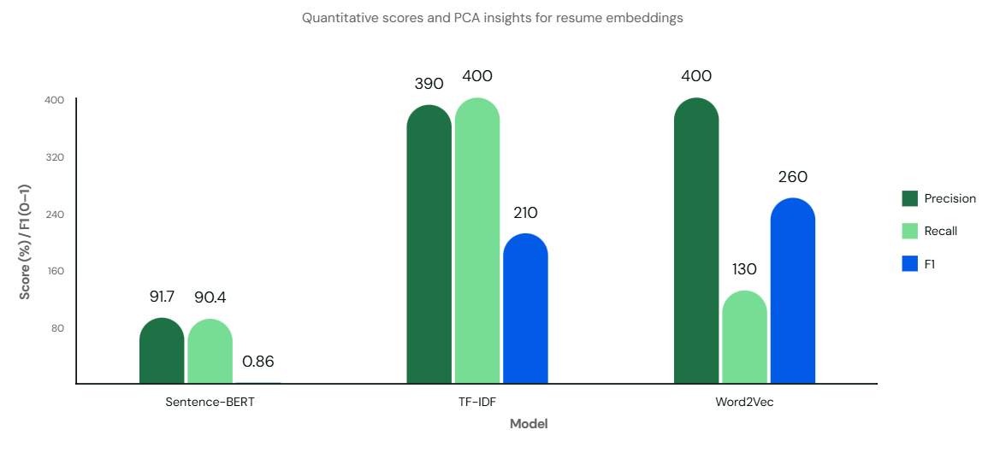 Quantitative scores and PCA insights for resume embeddings
Score (%) / F1 (0–1)
400
320
240
160
80
91.7
90.4
0.86
390
400
210
400
130
260
Sentence-BERT
TF-IDF
Word2Vec
Model
Precision
Recall
F1